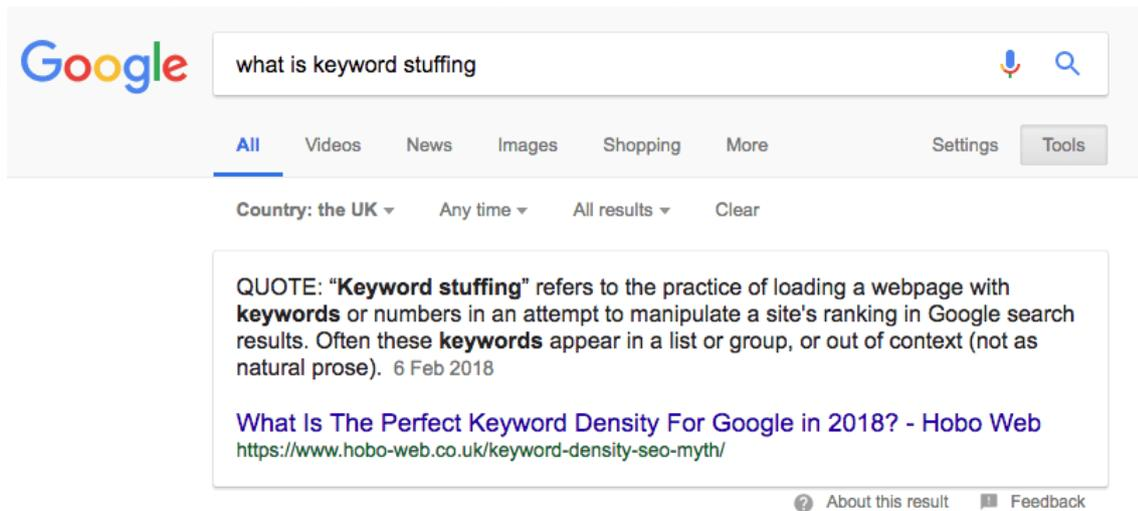 Google
what is keyword stuffing
All Videos News Images Shopping More Settings Tools
Country: the UK Any time All results Clear
QUOTE: “Keyword stuffing” refers to the practice of loading a webpage with
keywords or numbers in an attempt to manipulate a site's ranking in Google search
results. Often these keywords appear in a list or group, or out of context (not as
natural prose). 6 Feb 2018
What Is The Perfect Keyword Density For Google in 2018? - Hobo Web
https://www.hobo-web.co.uk/keyword-density-seo-myth/
About this result Feedback